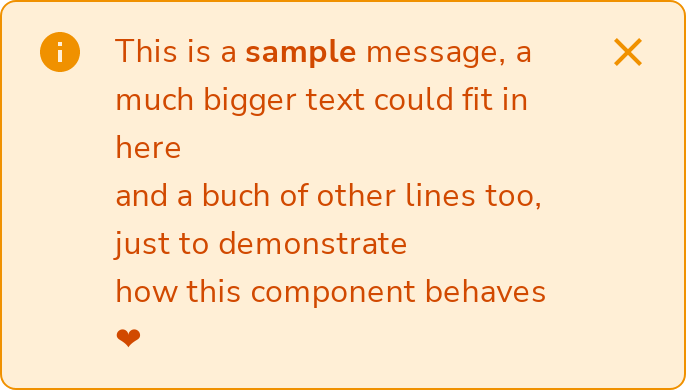 This is a sample message, a
much bigger text could fit in
here
and a buch of other lines too,
just to demonstrate
how this component behaves
❤